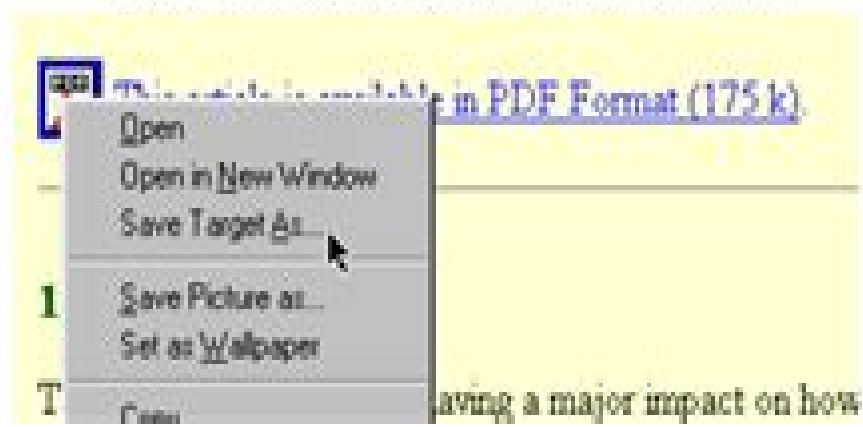 This article is available in PDF Format (175 k).
Open
Open in New Window
Save Target As...
Save Picture as...
Set as Wallpaper
1
Copy
T
aving a major impact on how